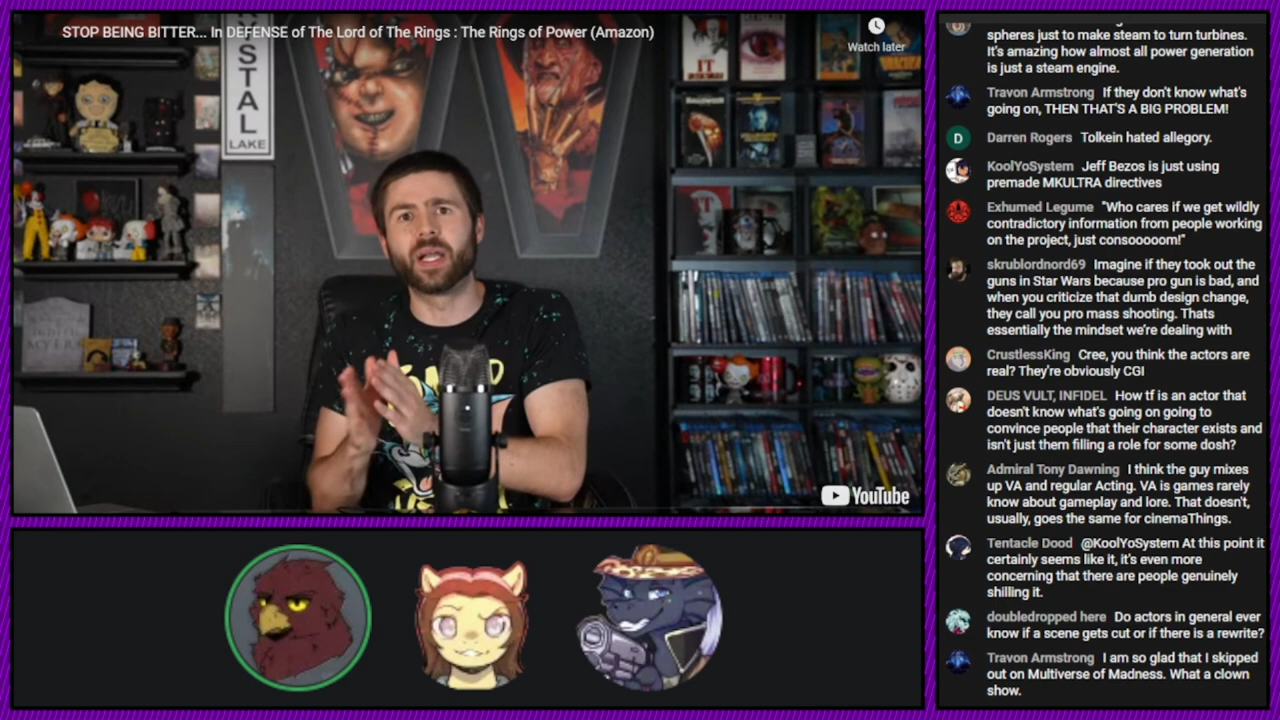 STOP BEING BITTER... In DEFENSE of The Lord of The Rings : The Rings of Power (Amazon)
Watch later
STAL
LAKE
IT
YouTube
spheres just to make steam to turn turbines.
It's amazing how almost all power generation
is just a steam engine.
Travon Armstrong If they don't know what's
going on, THEN THAT'S A BIG PROBLEM!
D
Darren Rogers Tolkein hated allegory.
KoolYoSystem Jeff Bezos is just using
premade MKULTRA directives
Exhumed Legume "Who cares if we get wildly
contradictory information from people working
on the project, just consooooom!"
skrublordnord69 Imagine if they took out the
guns in Star Wars because pro gun is bad, and
when you criticize that dumb design change,
they call you pro mass shooting. Thats
essentially the mindset we're dealing with
CrustlessKing Cree, you think the actors are
real? They're obviously CGI
DEUS VULT, INFIDEL How tf is an actor that
doesn't know what's going on going to
convince people that their character exists and
isn't just them filling a role for some dosh?
Admiral Tony Dawning I think the guy mixes
up VA and regular Acting. VA is games rarely
know about gameplay and lore. That doesn't,
usually, goes the same for cinemaThings.
Tentacle Dood @KoolYoSystem At this point it
certainly seems like it, it's even more
concerning that there are people genuinely
shilling it.
doubledropped here Do actors in general ever
know if a scene gets cut or if there is a rewrite?
Travon Armstrong I am so glad that I skipped
out on Multiverse of Madness. What a clown
show.